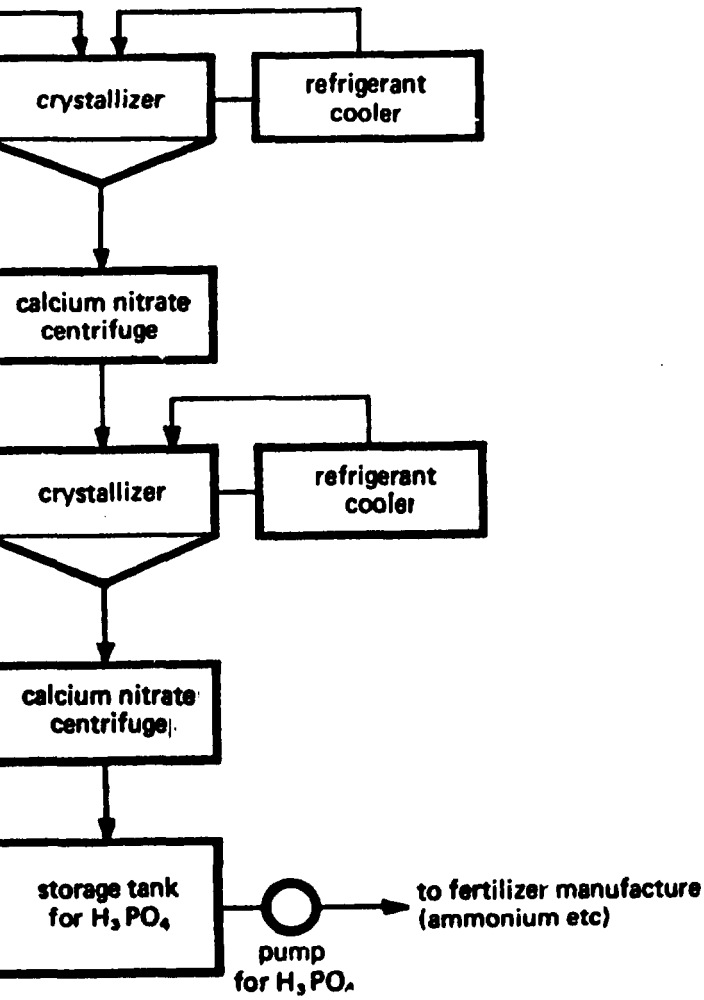 crystallizer
refrigerant
cooler
calcium nitrate
centrifuge
crystallizer
refrigerant
cooler
calcium nitrate
centrifuge
storage tank
for H₃PO₄
to fertilizer manufacture
(ammonium etc)
pump
for H₃PO₄